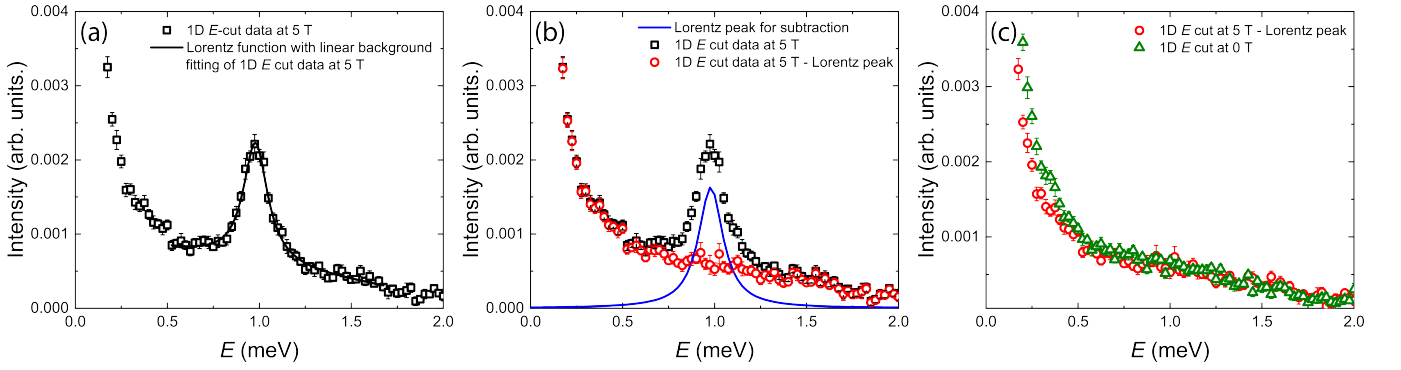 (a)
1D E-cut data at 5 T
Lorentz function with linear background
fitting of 1D E cut data at 5 T
0.004
0.003
0.002
0.001
0.000
Intensity (arb. units.)
0.0 0.5 1.0 1.5 2.0
E (meV)
(b)
Lorentz peak for subtraction
1D E cut data at 5 T
1D E cut data at 5 T - Lorentz peak
0.004
0.003
0.002
0.001
0.000
Intensity (arb. units.)
0.0 0.5 1.0 1.5 2.0
E (meV)
(c)
1D E cut at 5 T - Lorentz peak
1D E cut at 0 T
0.004
0.003
0.002
0.001
Intensity (arb. units.)
0.0 0.5 1.0 1.5 2.0
E (meV)